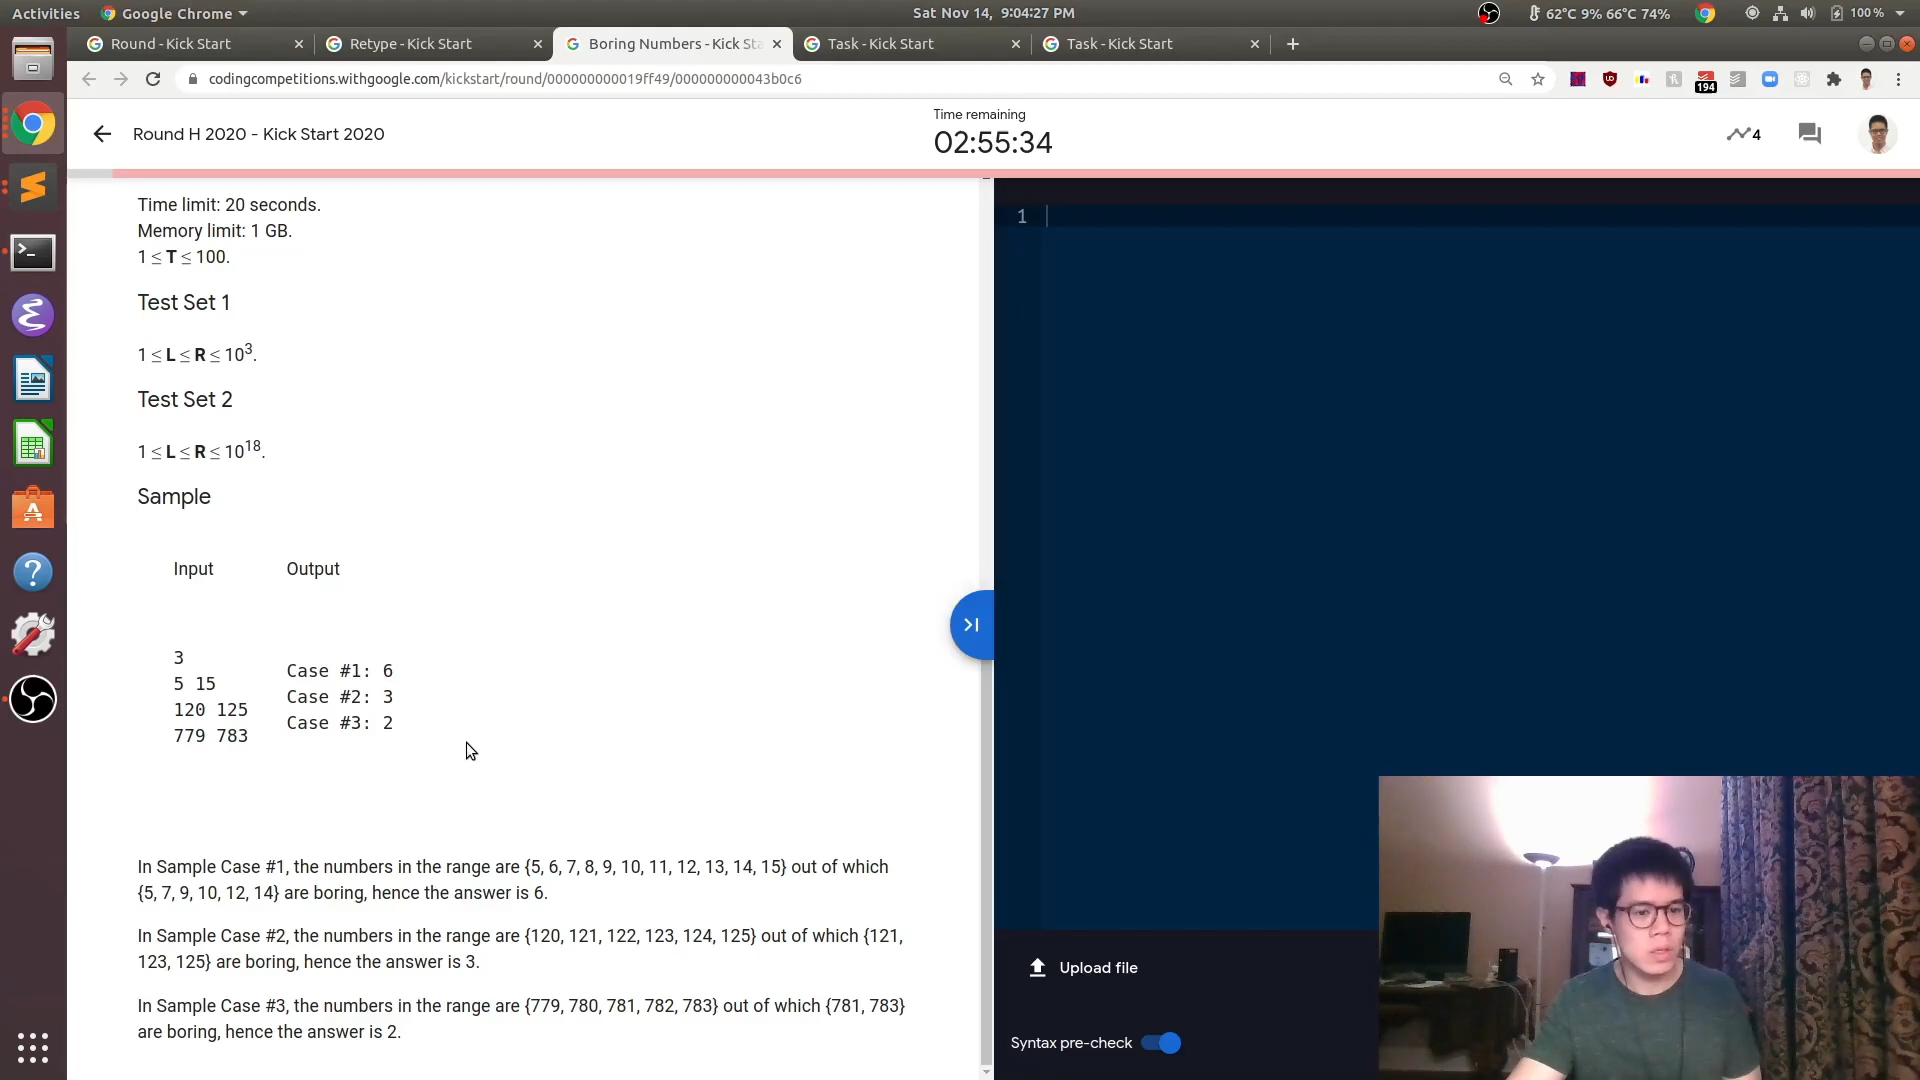 Activities
Google Chrome
Sat Nov 14, 9:04:27 PM
62°C 9% 66°C 74%
100 %
Round - Kick Start
Retype - Kick Start
Boring Numbers - Kick Sta
Task - Kick Start
Task - Kick Start
codingcompetitions.withgoogle.com/kickstart/round/000000000019ff49/000000000043b0c6
194
Round H 2020 - Kick Start 2020
Time remaining
02:55:34
4
Time limit: 20 seconds.
Memory limit: 1 GB.
1 ≤ T ≤ 100.
Test Set 1
1 ≤ L ≤ R ≤ 10³.
Test Set 2
1 ≤ L ≤ R ≤ 10¹⁸.
Sample
Input Output
3
5 15
120 125
779 783
Case #1: 6
Case #2: 3
Case #3: 2
In Sample Case #1, the numbers in the range are {5, 6, 7, 8, 9, 10, 11, 12, 13, 14, 15} out of which
{5, 7, 9, 10, 12, 14} are boring, hence the answer is 6.
In Sample Case #2, the numbers in the range are {120, 121, 122, 123, 124, 125} out of which {121,
123, 125} are boring, hence the answer is 3.
In Sample Case #3, the numbers in the range are {779, 780, 781, 782, 783} out of which {781, 783}
are boring, hence the answer is 2.
1
Upload file
Syntax pre-check